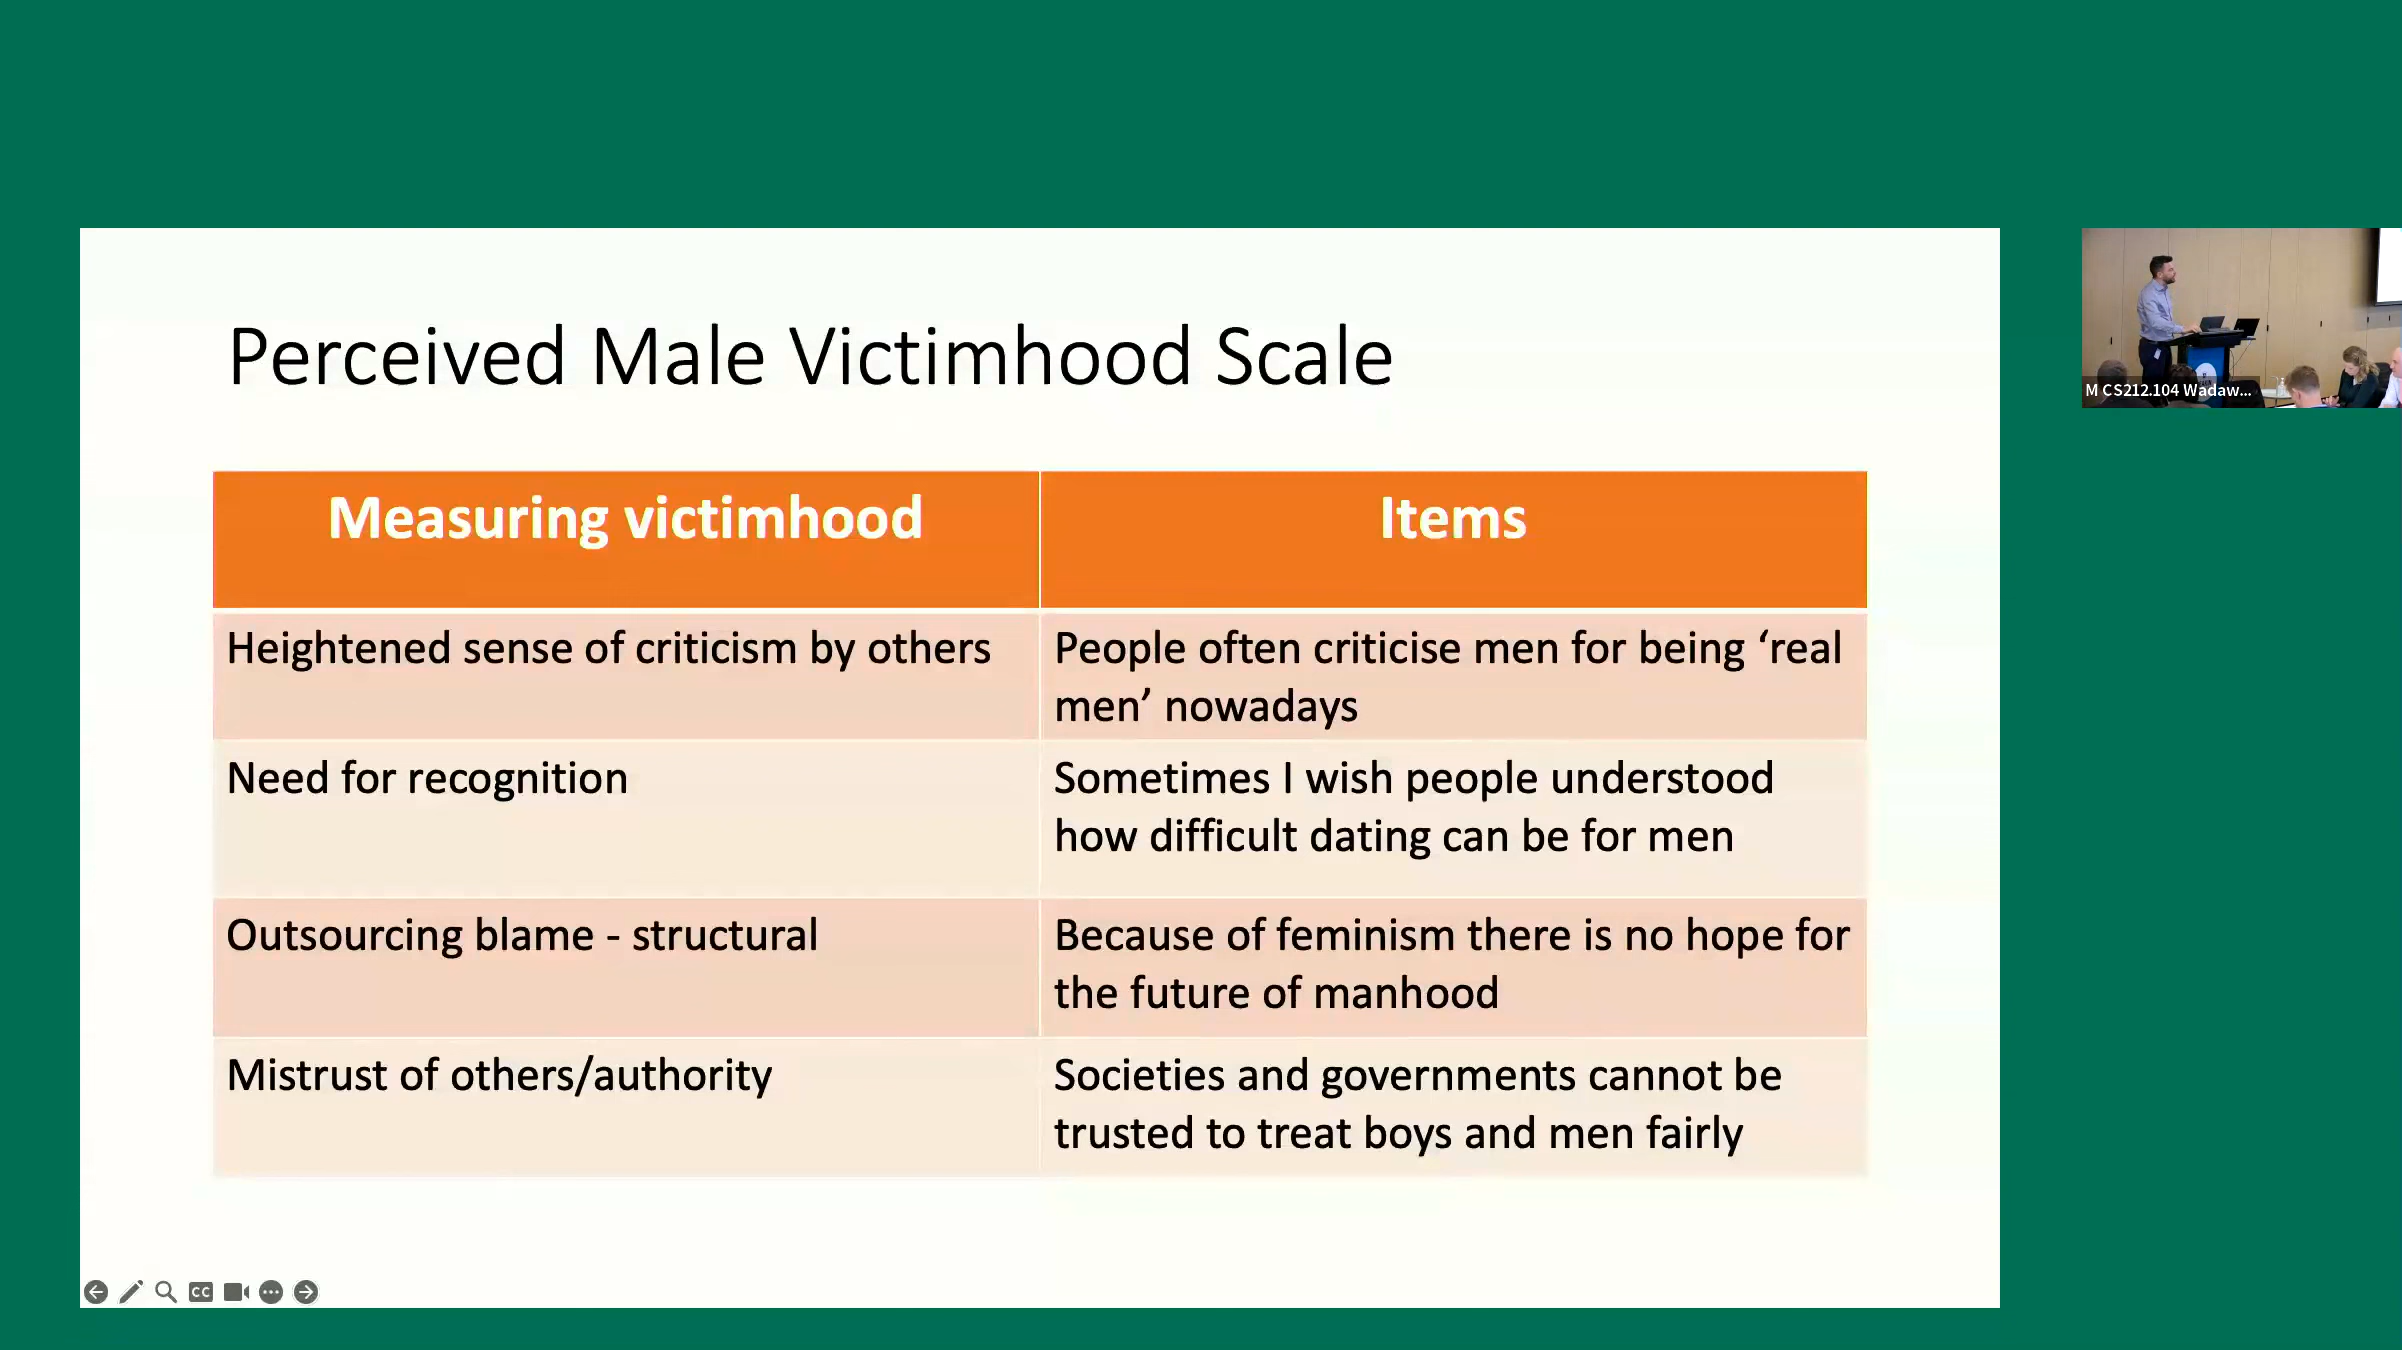 Perceived Male Victimhood Scale
Measuring victimhood
Items
Heightened sense of criticism by others
People often criticise men for being ‘real
men’ nowadays
Need for recognition
Sometimes I wish people understood
how difficult dating can be for men
Outsourcing blame - structural
Because of feminism there is no hope for
the future of manhood
Mistrust of others/authority
Societies and governments cannot be
trusted to treat boys and men fairly
M CS212.104 Wadaw...
CC